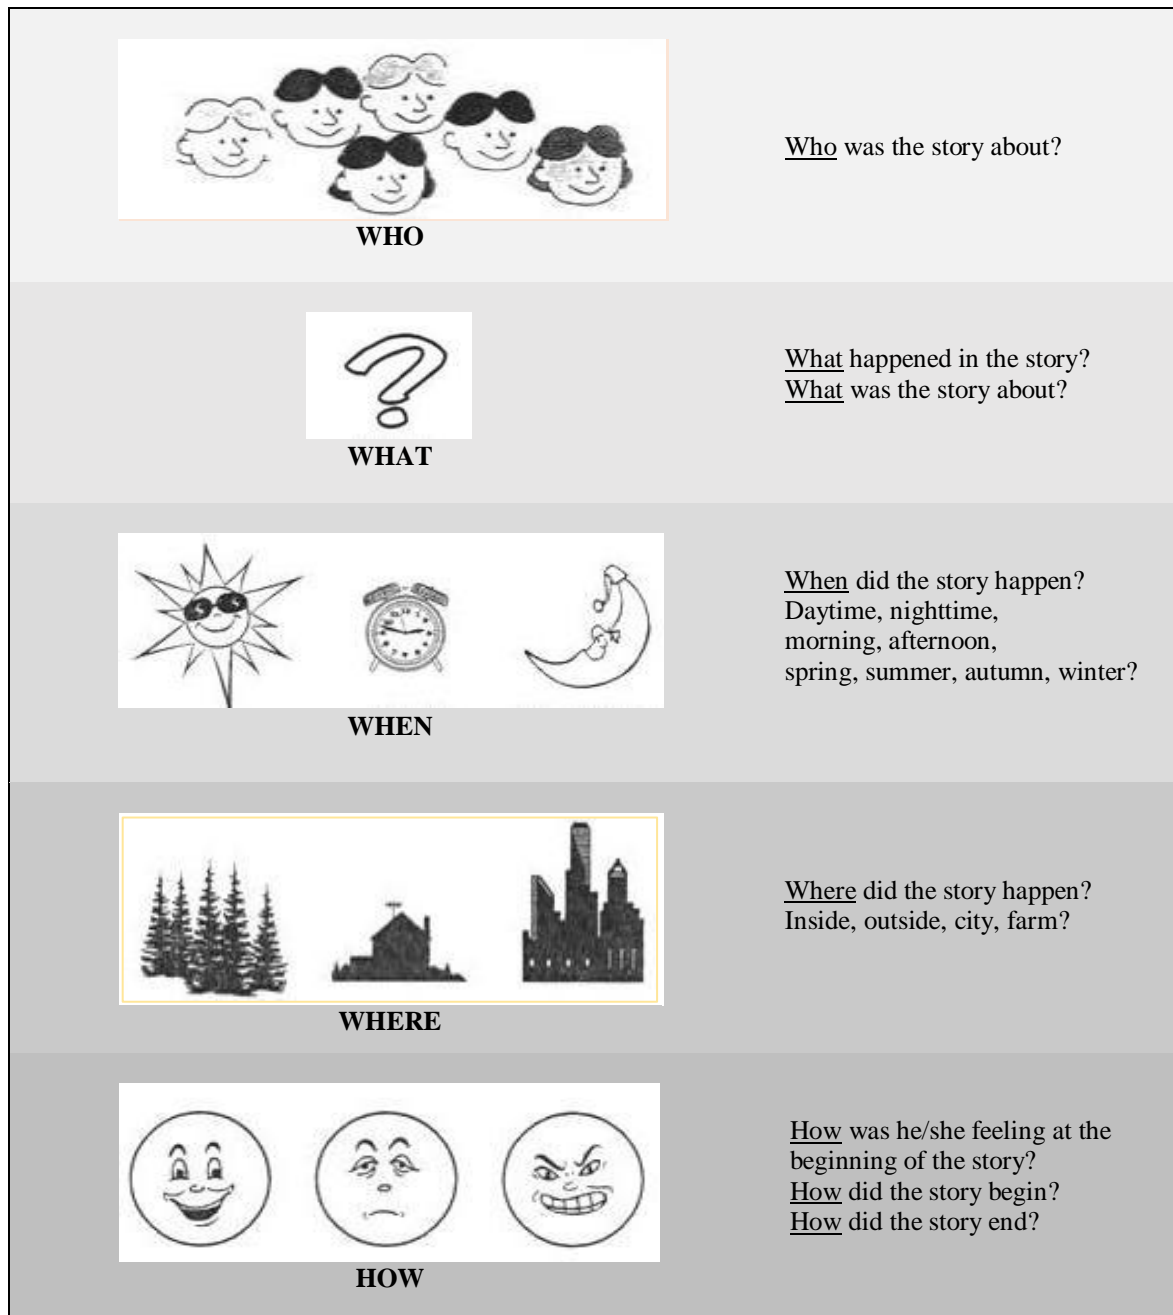 Who was the story about?
WHO
What happened in the story?
What was the story about?
WHAT
When did the story happen?
Daytime, nighttime,
morning, afternoon,
spring, summer, autumn, winter?
WHEN
Where did the story happen?
Inside, outside, city, farm?
WHERE
How was he/she feeling at the
beginning of the story?
How did the story begin?
How did the story end?
HOW